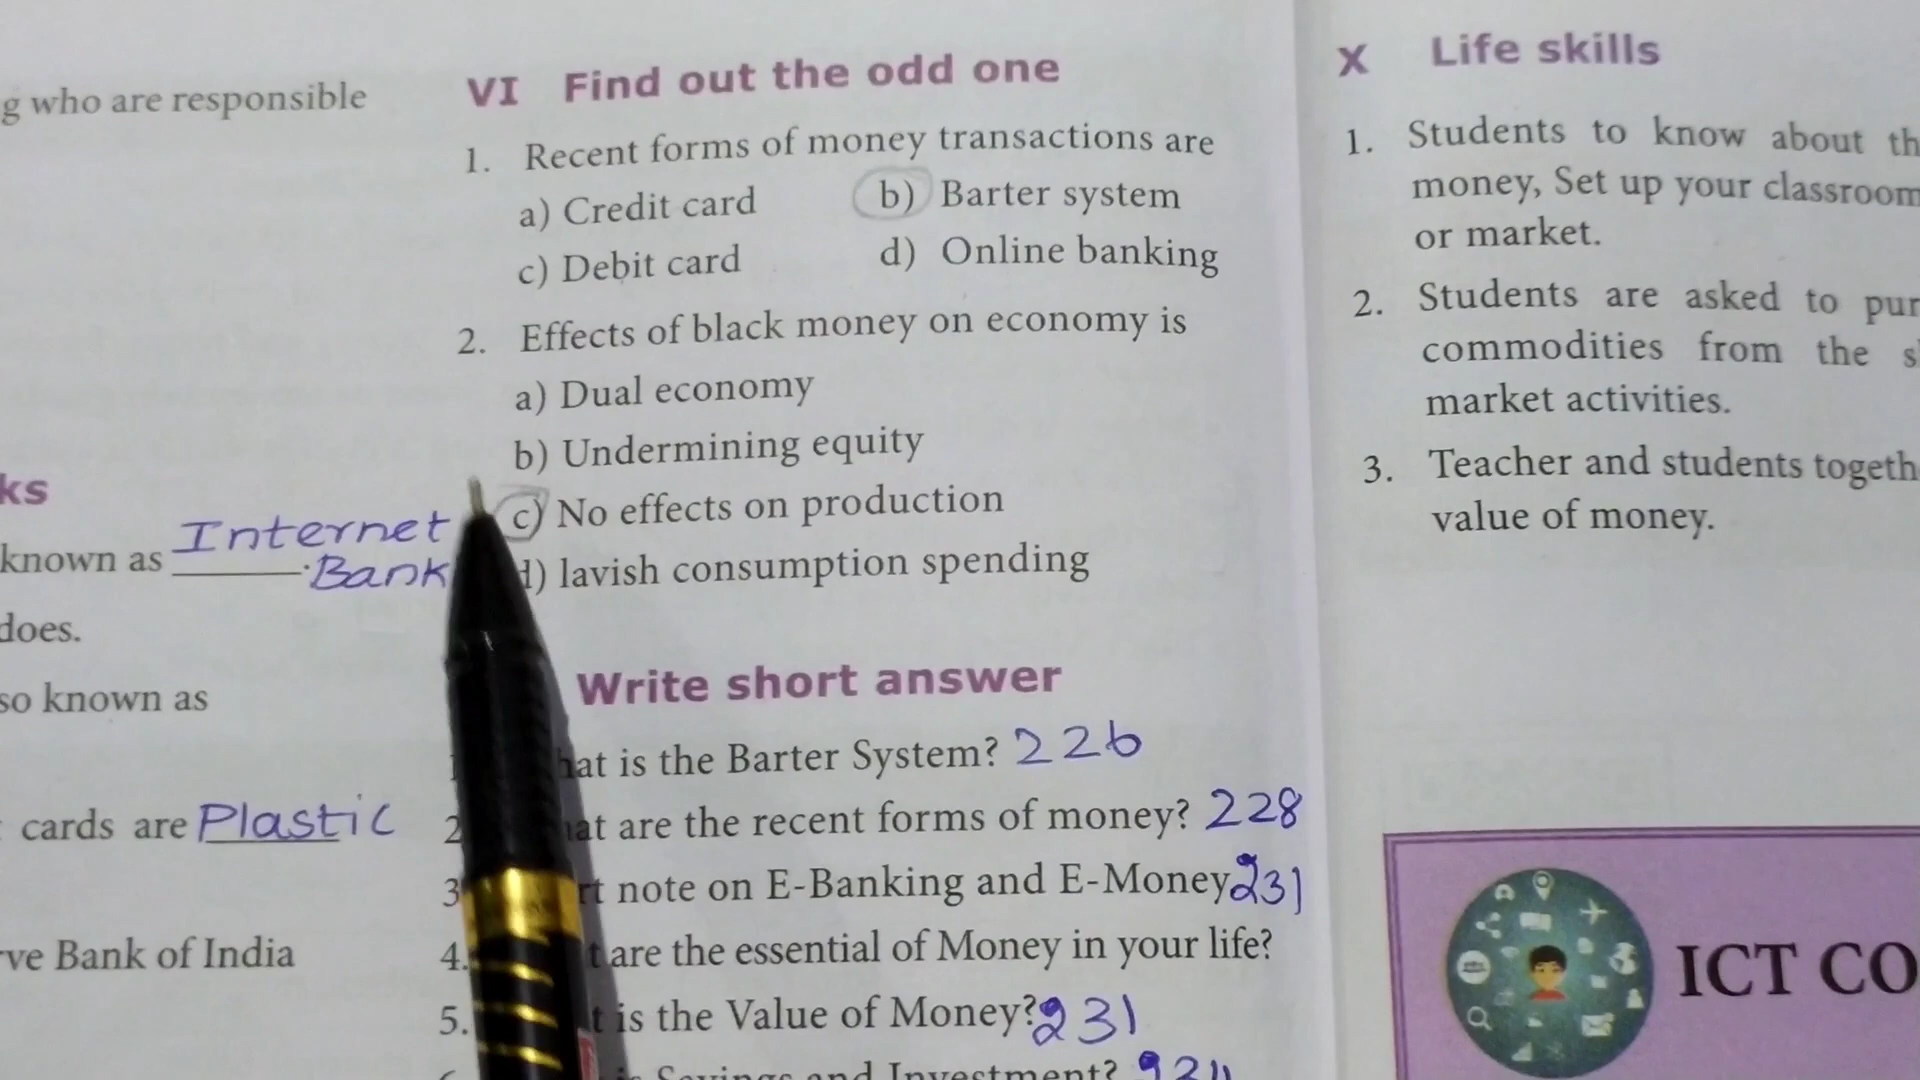 g who are responsible
ks
known as Internet
Bank
does.
so known as
cards are Plastic
ve Bank of India
VI Find out the odd one
1. Recent forms of money transactions are
a) Credit card b) Barter system
c) Debit card d) Online banking
2. Effects of black money on economy is
a) Dual economy
b) Undermining equity
c) No effects on production
d) lavish consumption spending
Write short answer
hat is the Barter System? 226
2 at are the recent forms of money? 228
3 rt note on E-Banking and E-Money 231
4. t are the essential of Money in your life?
5. t is the Value of Money? 231
Savings and Investment?
X Life skills
1. Students to know about th
money, Set up your classroom
or market.
2. Students are asked to pur
commodities from the s
market activities.
3. Teacher and students togeth
value of money.
ICT CO